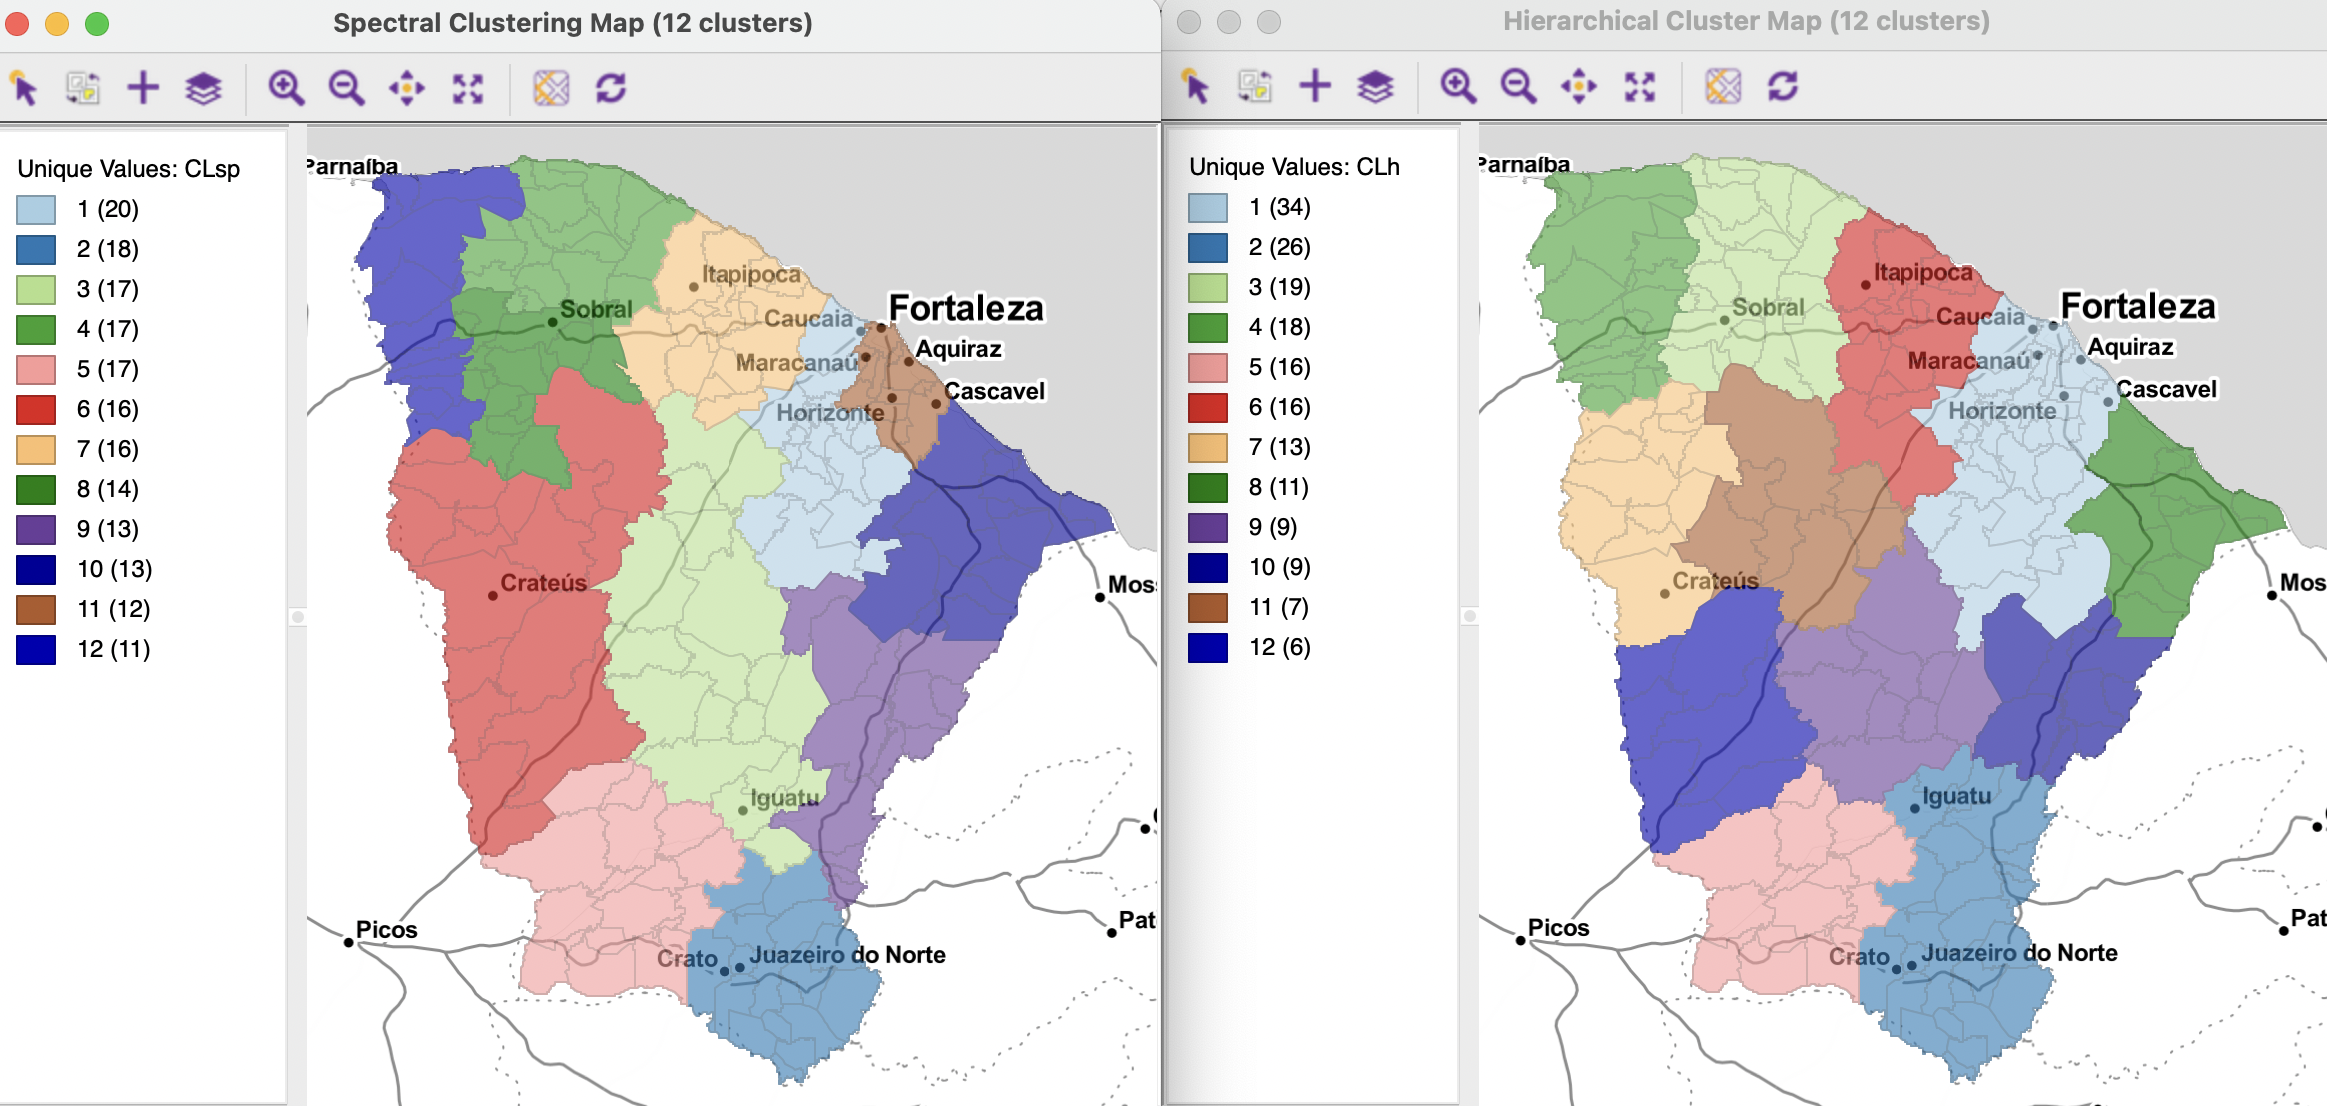 Spectral Clustering Map (12 clusters)
Unique Values: CLsp
1 (20)
2 (18)
3 (17)
4 (17)
5 (17)
6 (16)
7 (16)
8 (14)
9 (13)
10 (13)
11 (12)
12 (11)
Parnaíba
Itapipoca
Sobral
Fortaleza
Caucaia
Aquiraz
Maracanaú
Cascavel
Horizonte
Crateús
Mos
Iguatu
Pat
Picos
Crato
Juazeiro do Norte
Hierarchical Cluster Map (12 clusters)
Unique Values: CLh
1 (34)
2 (26)
3 (19)
4 (18)
5 (16)
6 (16)
7 (13)
8 (11)
9 (9)
10 (9)
11 (7)
12 (6)
Parnaíba
Itapipoca
Sobral
Fortaleza
Caucaia
Aquiraz
Maracanaú
Cascavel
Horizonte
Crateús
Mos
Iguatu
Pat
Picos
Crato
Juazeiro do Norte